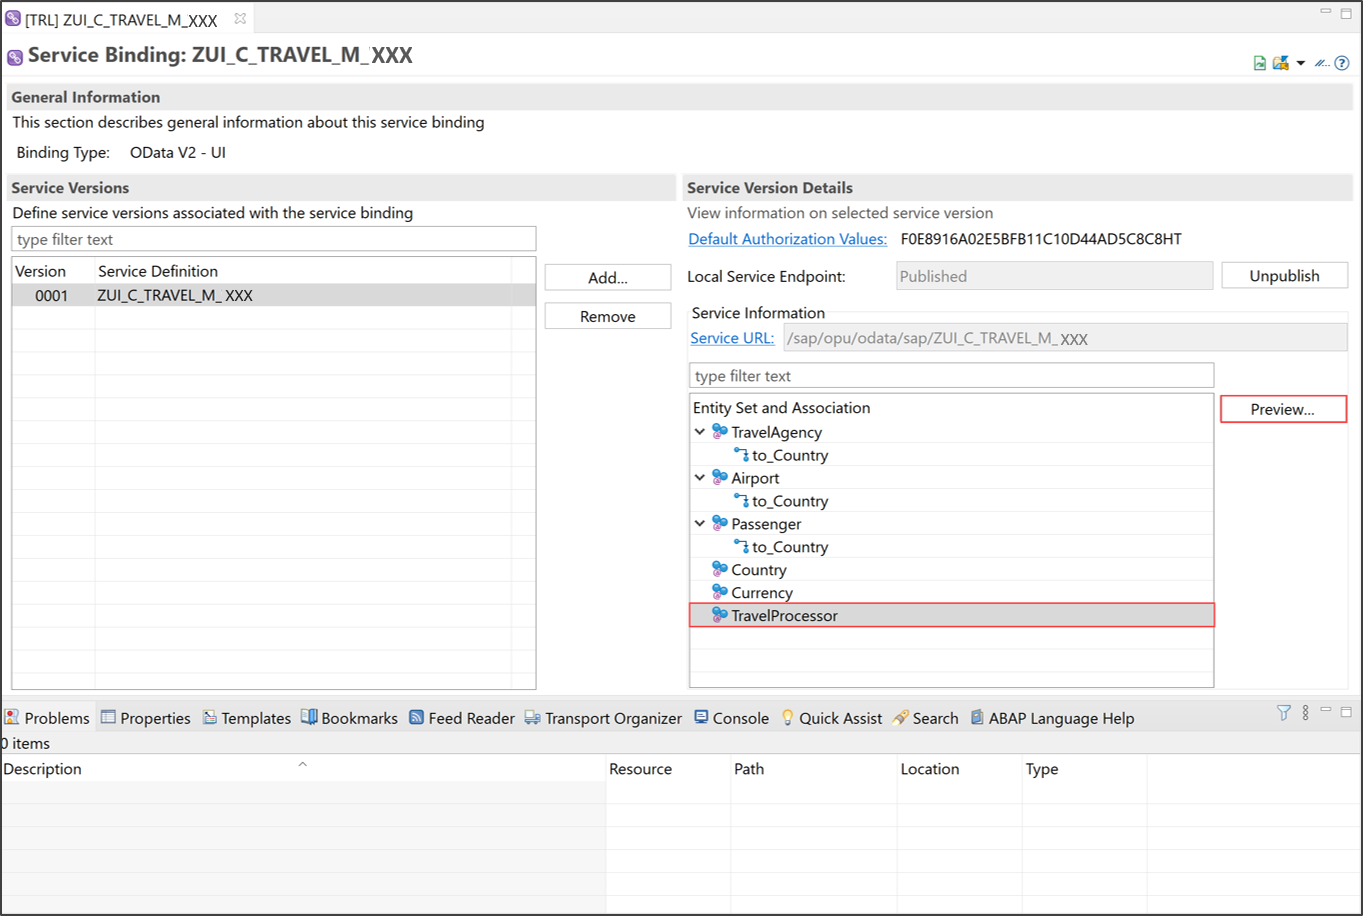 [TRL] ZUI_C_TRAVEL_M_XXX
Service Binding: ZUI_C_TRAVEL_M_XXX
General Information
This section describes general information about this service binding
Binding Type: OData V2 - UI
Service Versions
Define service versions associated with the service binding
type filter text
Version Service Definition
0001 ZUI_C_TRAVEL_M_ XXX
Add...
Remove
Service Version Details
View information on selected service version
Default Authorization Values: F0E8916A02E5BFB11C10D44AD5C8C8HT
Local Service Endpoint: Published Unpublish
Service Information
Service URL: /sap/opu/odata/sap/ZUI_C_TRAVEL_M_ XXX
type filter text
Entity Set and Association
Preview...
TravelAgency
to_Country
Airport
to_Country
Passenger
to_Country
Country
Currency
TravelProcessor
Problems Properties Templates Bookmarks Feed Reader Transport Organizer Console Quick Assist Search ABAP Language Help
0 items
Description Resource Path Location Type